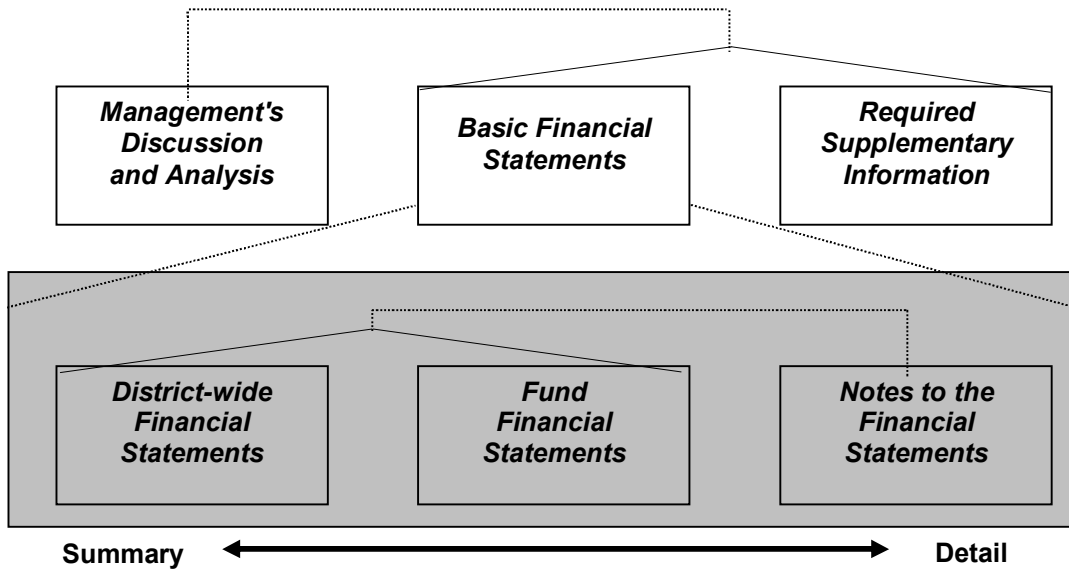 Management's
Discussion
and Analysis
Basic Financial
Statements
Required
Supplementary
Information
District-wide
Financial
Statements
Fund
Financial
Statements
Notes to the
Financial
Statements
Summary
Detail